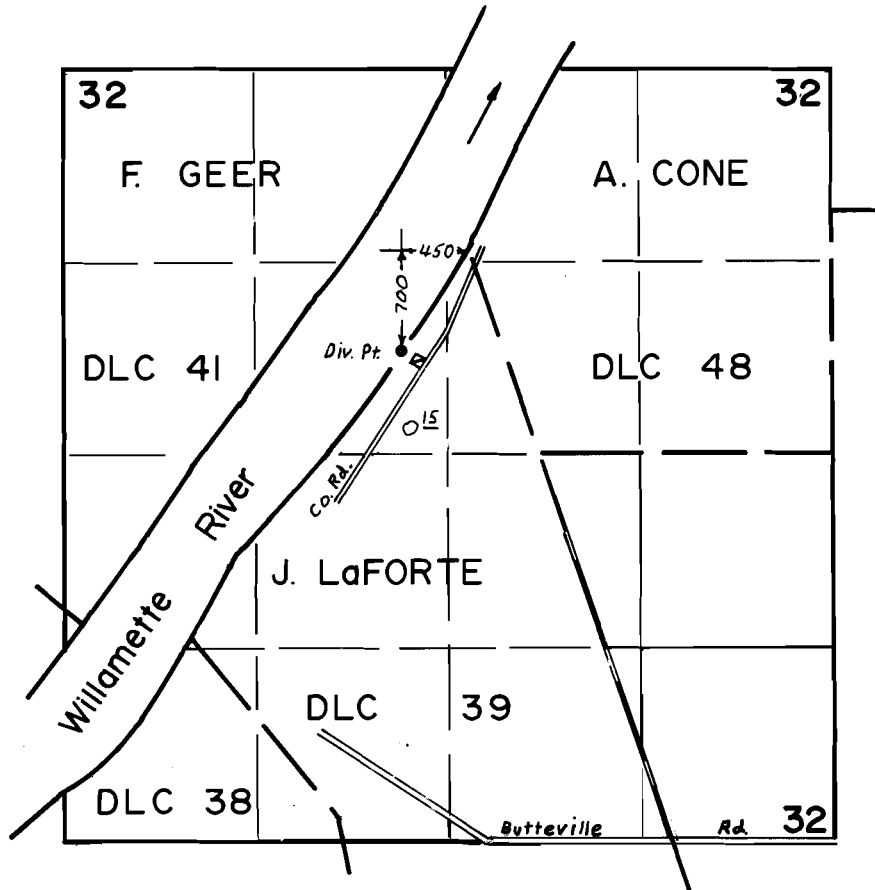 32 32
F. GEER A. CONE
450
700
Div. Pt.
DLC 41 DLC 48
15
Co. Rd.
Willamette River
J. LaFORTE
DLC 39
DLC 38
Butteville Rd. 32